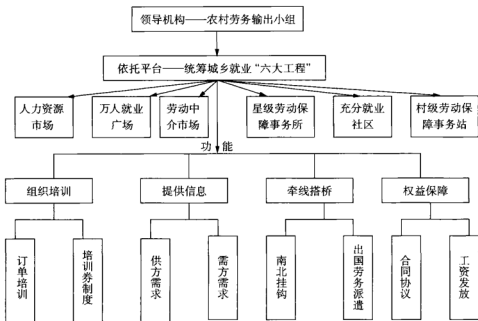 领导机构——农村劳务输出小组
依托平台——统筹城乡就业“六大工程”
人力资源
市场
万人就业
广场
劳动中
介市场
星级劳动保
障事务所
充分就业
社区
村级劳动保
障事务站
功能
组织培训
提供信息
牵线搭桥
权益保障
订单培训
培训券制度
供方需求
需方需求
南北挂钩
出国劳务派遣
合同协议
工资发放